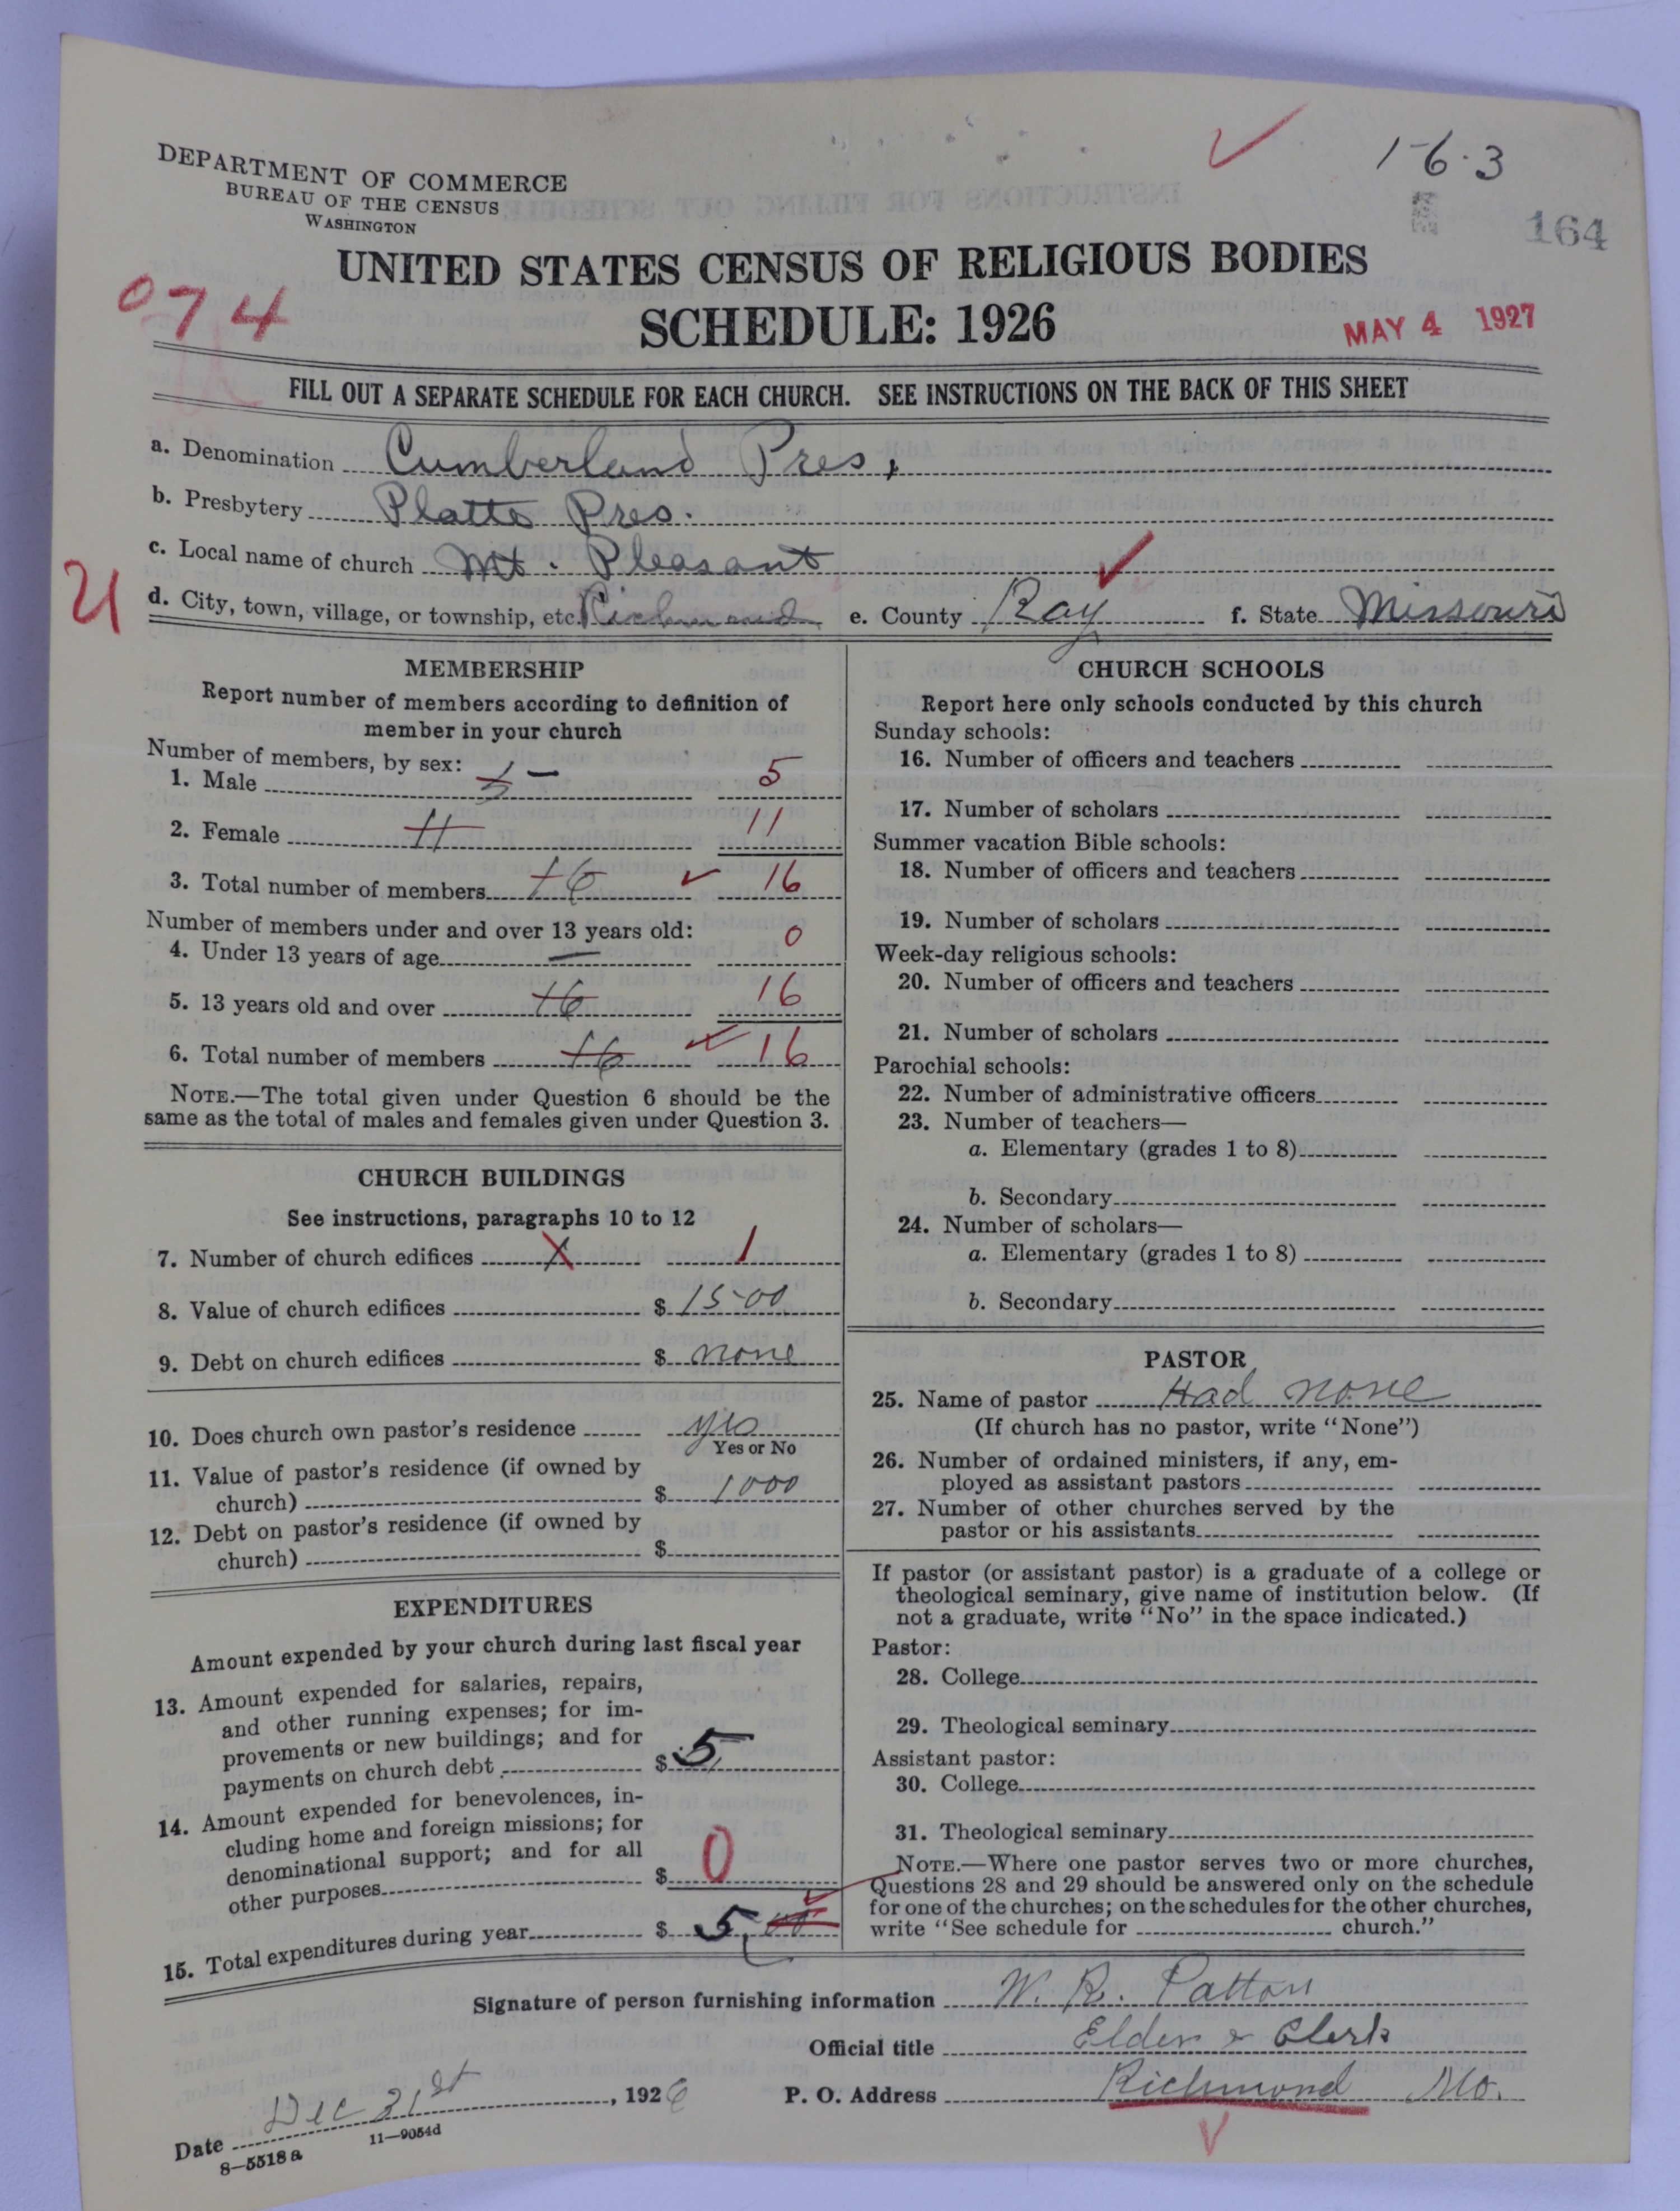 1-6-3
164
DEPARTMENT OF COMMERCE
BUREAU OF THE CENSUS
WASHINGTON
UNITED STATES CENSUS OF RELIGIOUS BODIES
074
SCHEDULE: 1926
MAY 4 1927
FILL OUT A SEPARATE SCHEDULE FOR EACH CHURCH. SEE INSTRUCTIONS ON THE BACK OF THIS SHEET
a. Denomination Cumberland Pres.
b. Presbytery Platte Pres.
c. Local name of church Mt. Pleasant
21
d. City, town, village, or township, etc. Richmond e. County Ray f. State Missouri
MEMBERSHIP
Report number of members according to definition of
member in your church
Number of members, by sex:
1. Male 5 5
2. Female 11 11
3. Total number of members 16 16
Number of members under and over 13 years old:
4. Under 13 years of age — 0
5. 13 years old and over 16 16
6. Total number of members 16 16
NOTE.—The total given under Question 6 should be the
same as the total of males and females given under Question 3.
CHURCH BUILDINGS
See instructions, paragraphs 10 to 12
7. Number of church edifices 1 1
8. Value of church edifices $ 1500
9. Debt on church edifices $ none
10. Does church own pastor's residence yes
Yes or No
11. Value of pastor's residence (if owned by
church) $ 1000
12. Debt on pastor's residence (if owned by
church) $
EXPENDITURES
Amount expended by your church during last fiscal year
13. Amount expended for salaries, repairs,
and other running expenses; for im-
provements or new buildings; and for
payments on church debt $ 5
14. Amount expended for benevolences, in-
cluding home and foreign missions; for
denominational support; and for all
other purposes $ 0
15. Total expenditures during year $ 5,00
CHURCH SCHOOLS
Report here only schools conducted by this church
Sunday schools:
16. Number of officers and teachers
17. Number of scholars
Summer vacation Bible schools:
18. Number of officers and teachers
19. Number of scholars
Week-day religious schools:
20. Number of officers and teachers
21. Number of scholars
Parochial schools:
22. Number of administrative officers
23. Number of teachers—
a. Elementary (grades 1 to 8)
b. Secondary
24. Number of scholars—
a. Elementary (grades 1 to 8)
b. Secondary
PASTOR
25. Name of pastor Had none
(If church has no pastor, write "None")
26. Number of ordained ministers, if any, em-
ployed as assistant pastors
27. Number of other churches served by the
pastor or his assistants
If pastor (or assistant pastor) is a graduate of a college or
theological seminary, give name of institution below. (If
not a graduate, write "No" in the space indicated.)
Pastor:
28. College
29. Theological seminary
Assistant pastor:
30. College
31. Theological seminary
NOTE.—Where one pastor serves two or more churches,
Questions 28 and 29 should be answered only on the schedule
for one of the churches; on the schedules for the other churches,
write "See schedule for church."
Signature of person furnishing information W. R. Patton
Official title Elder & Clerk
Date Dec 21st, 1926 P. O. Address Richmond Mo.
8—5518a 11—9054d